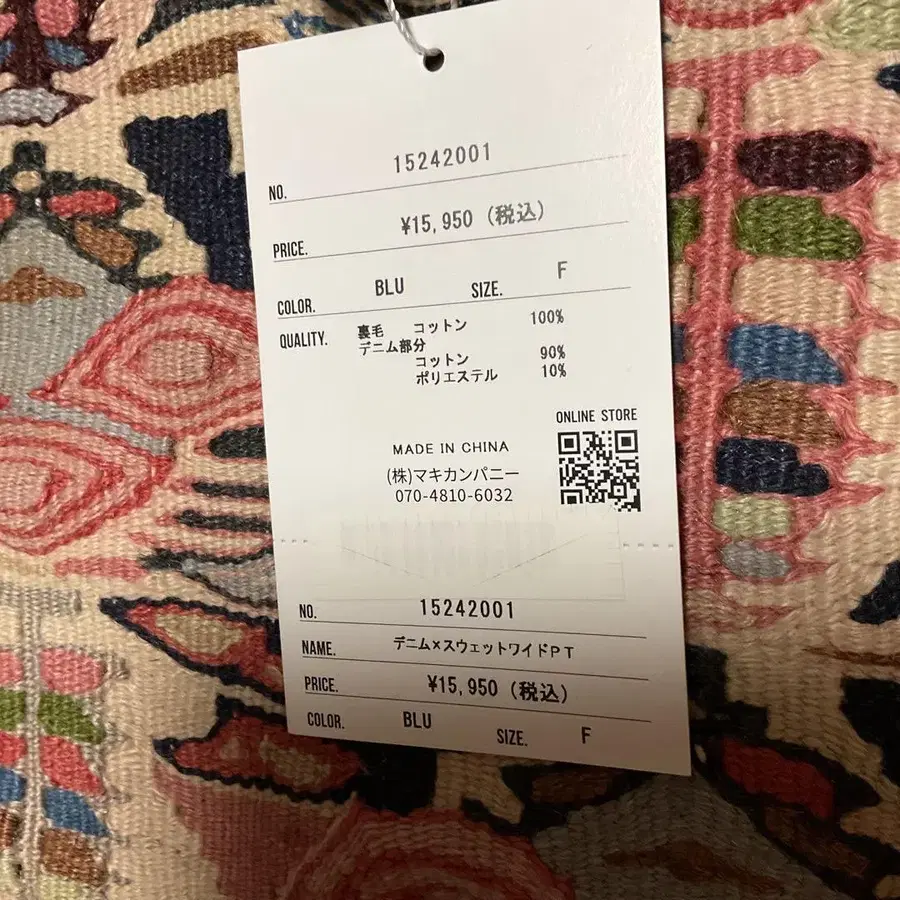 NO. 15242001
PRICE. ¥15,950 (税込)
COLOR. BLU SIZE. F
QUALITY. 裏毛 コットン 100%
デニム部分
コットン 90%
ポリエステル 10%
ONLINE STORE
MADE IN CHINA
(株)マキカンパニー
070-4810-6032
NO. 15242001
NAME. デニム×スウェットワイドPT
PRICE. ¥15,950 (税込)
COLOR. BLU SIZE. F